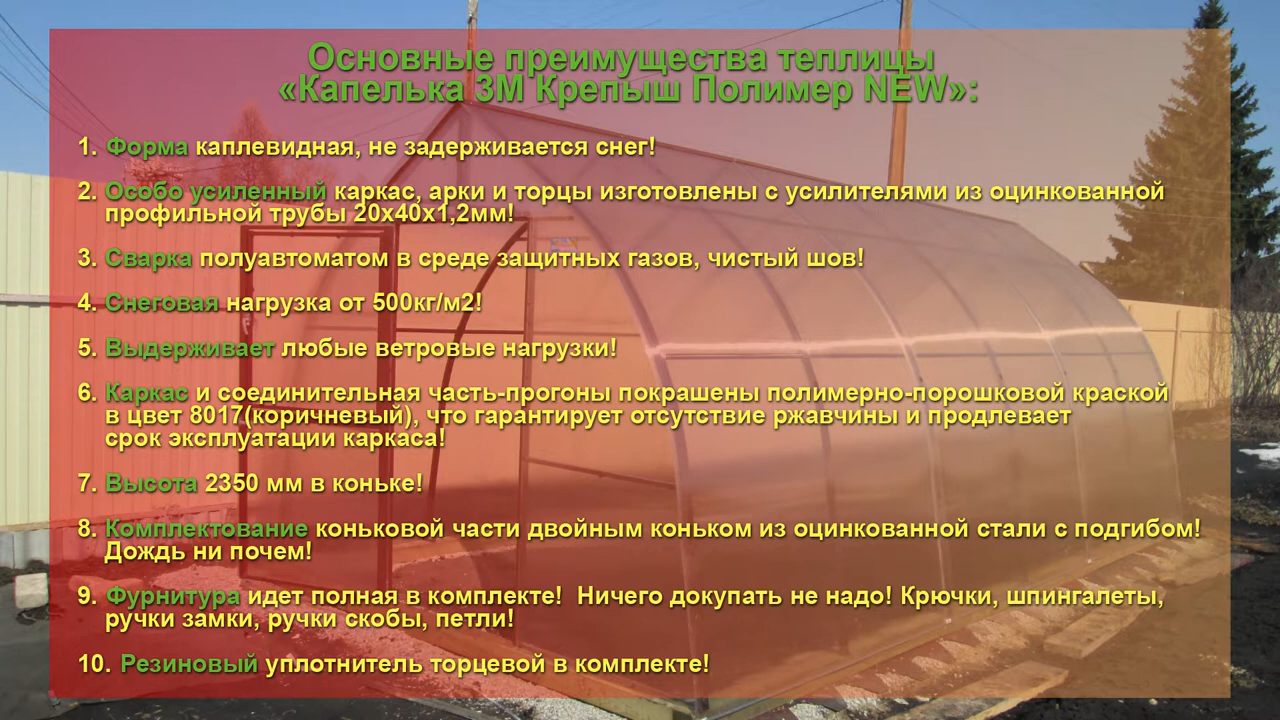 Основные преимущества теплицы
«Капелька 3М Крепыш Полимер NEW»:
1. Форма каплевидная, не задерживается снег!
2. Особо усиленный каркас, арки и торцы изготовлены с усилителями из оцинкованной
профильной трубы 20х40х1,2мм!
3. Сварка полуавтоматом в среде защитных газов, чистый шов!
4. Снеговая нагрузка от 500кг/м2!
5. Выдерживает любые ветровые нагрузки!
6. Каркас и соединительная часть-прогоны покрашены полимерно-порошковой краской
в цвет 8017(коричневый), что гарантирует отсутствие ржавчины и продлевает
срок эксплуатации каркаса!
7. Высота 2350 мм в коньке!
8. Комплектование коньковой части двойным коньком из оцинкованной стали с подгибом!
Дождь ни почем!
9. Фурнитура идет полная в комплекте! Ничего докупать не надо! Крючки, шпингалеты,
ручки замки, ручки скобы, петли!
10. Резиновый уплотнитель торцевой в комплекте!